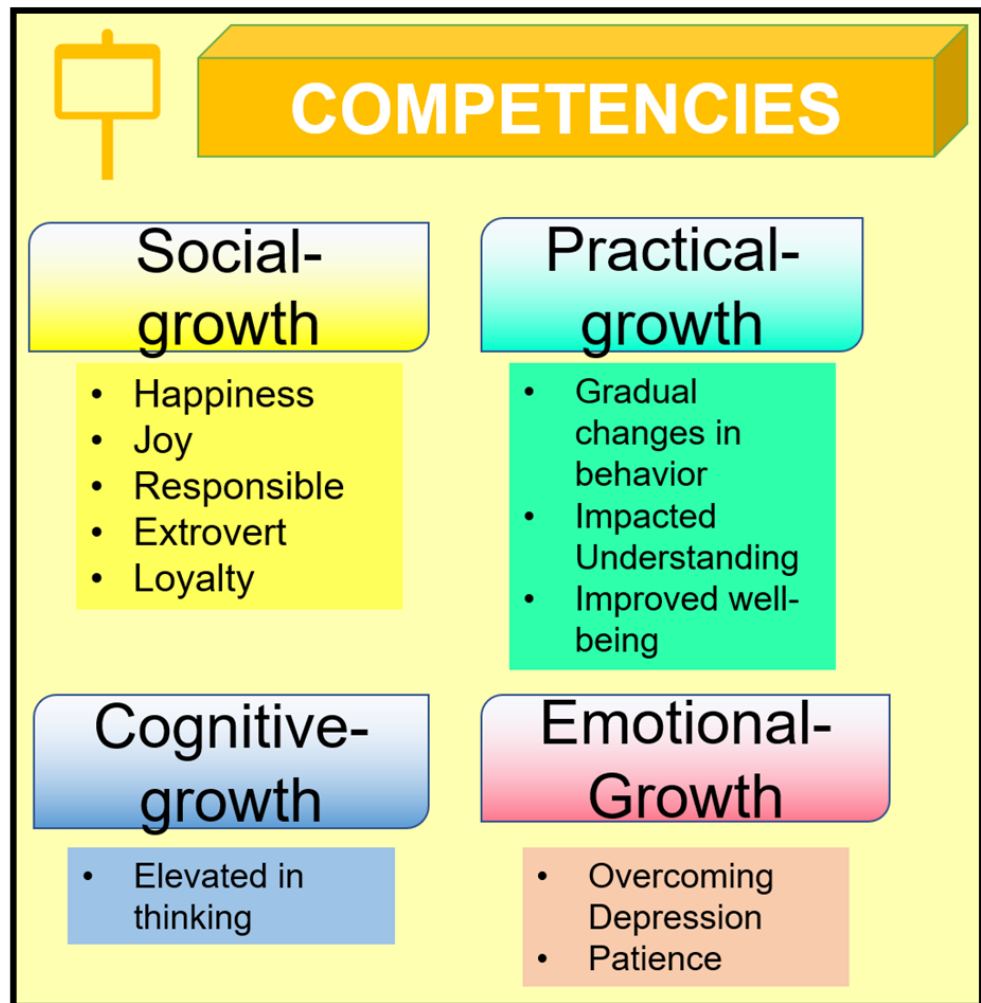 COMPETENCIES
Social-
growth
• Happiness
• Joy
• Responsible
• Extrovert
• Loyalty
Practical-
growth
• Gradual
changes in
behavior
• Impacted
Understanding
• Improved well-
being
Cognitive-
growth
• Elevated in
thinking
Emotional-
Growth
• Overcoming
Depression
• Patience